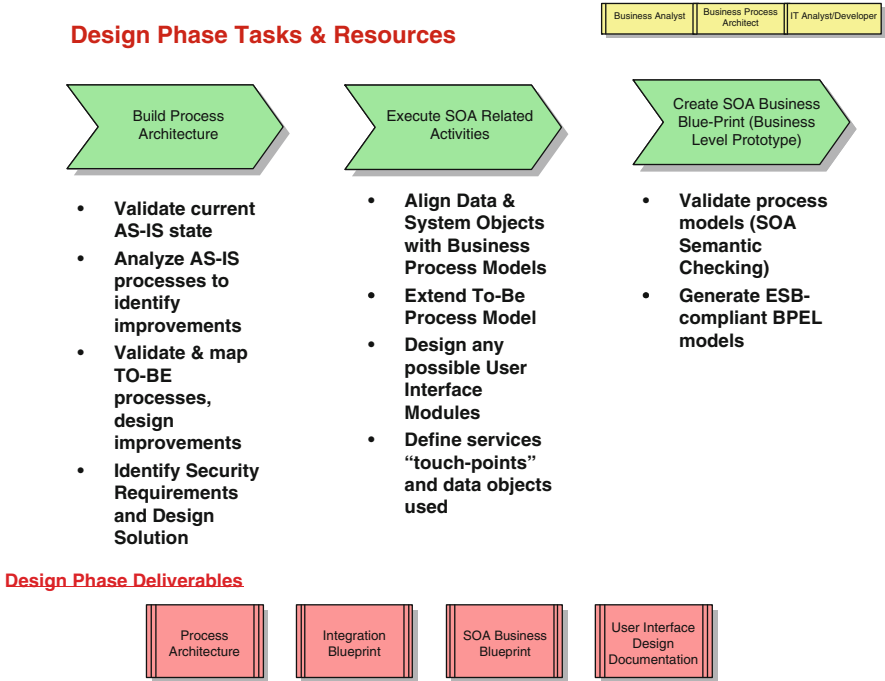 Design Phase Tasks & Resources
Business Analyst
Business Process
Architect
IT Analyst/Developer
Build Process
Architecture
• Validate current
AS-IS state
• Analyze AS-IS
processes to
identify
improvements
• Validate & map
TO-BE
processes,
design
improvements
• Identify Security
Requirements
and Design
Solution
Execute SOA Related
Activities
• Align Data &
System Objects
with Business
Process Models
• Extend To-Be
Process Model
• Design any
possible User
Interface
Modules
• Define services
“touch-points”
and data objects
used
Create SOA Business
Blue-Print (Business
Level Prototype)
• Validate process
models (SOA
Semantic
Checking)
• Generate ESB-
compliant BPEL
models
Design Phase Deliverables
Process
Architecture
Integration
Blueprint
SOA Business
Blueprint
User Interface
Design
Documentation